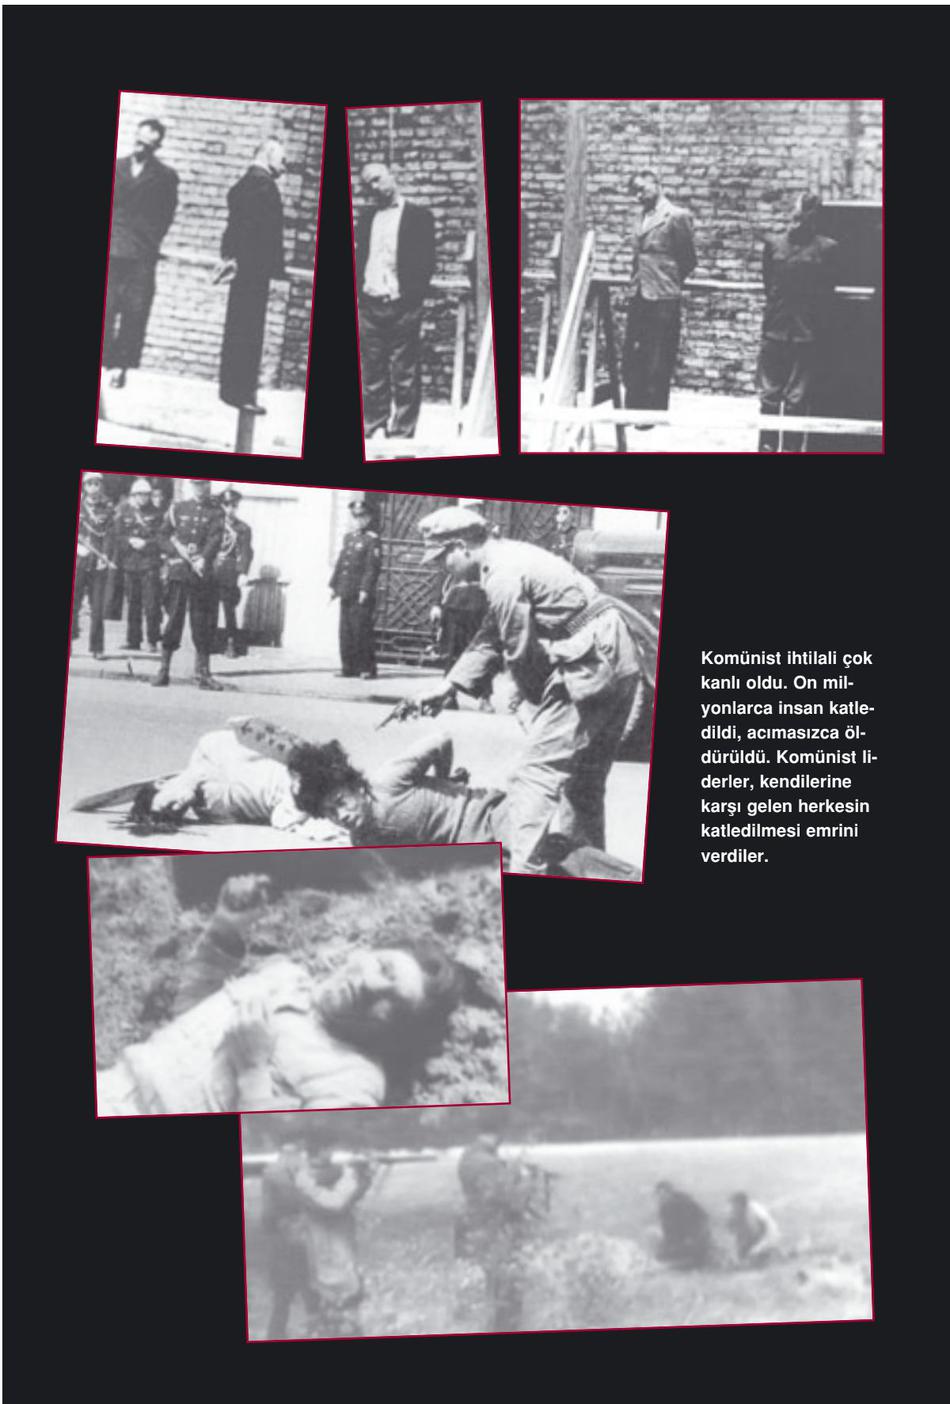 Komünist ihtilali çok
kanlı oldu. On mil-
yonlarca insan katle-
dildi, acımasızca öl-
dürüldü. Komünist li-
derler, kendilerine
karşı gelen herkesin
katledilmesi emrini
verdiler.